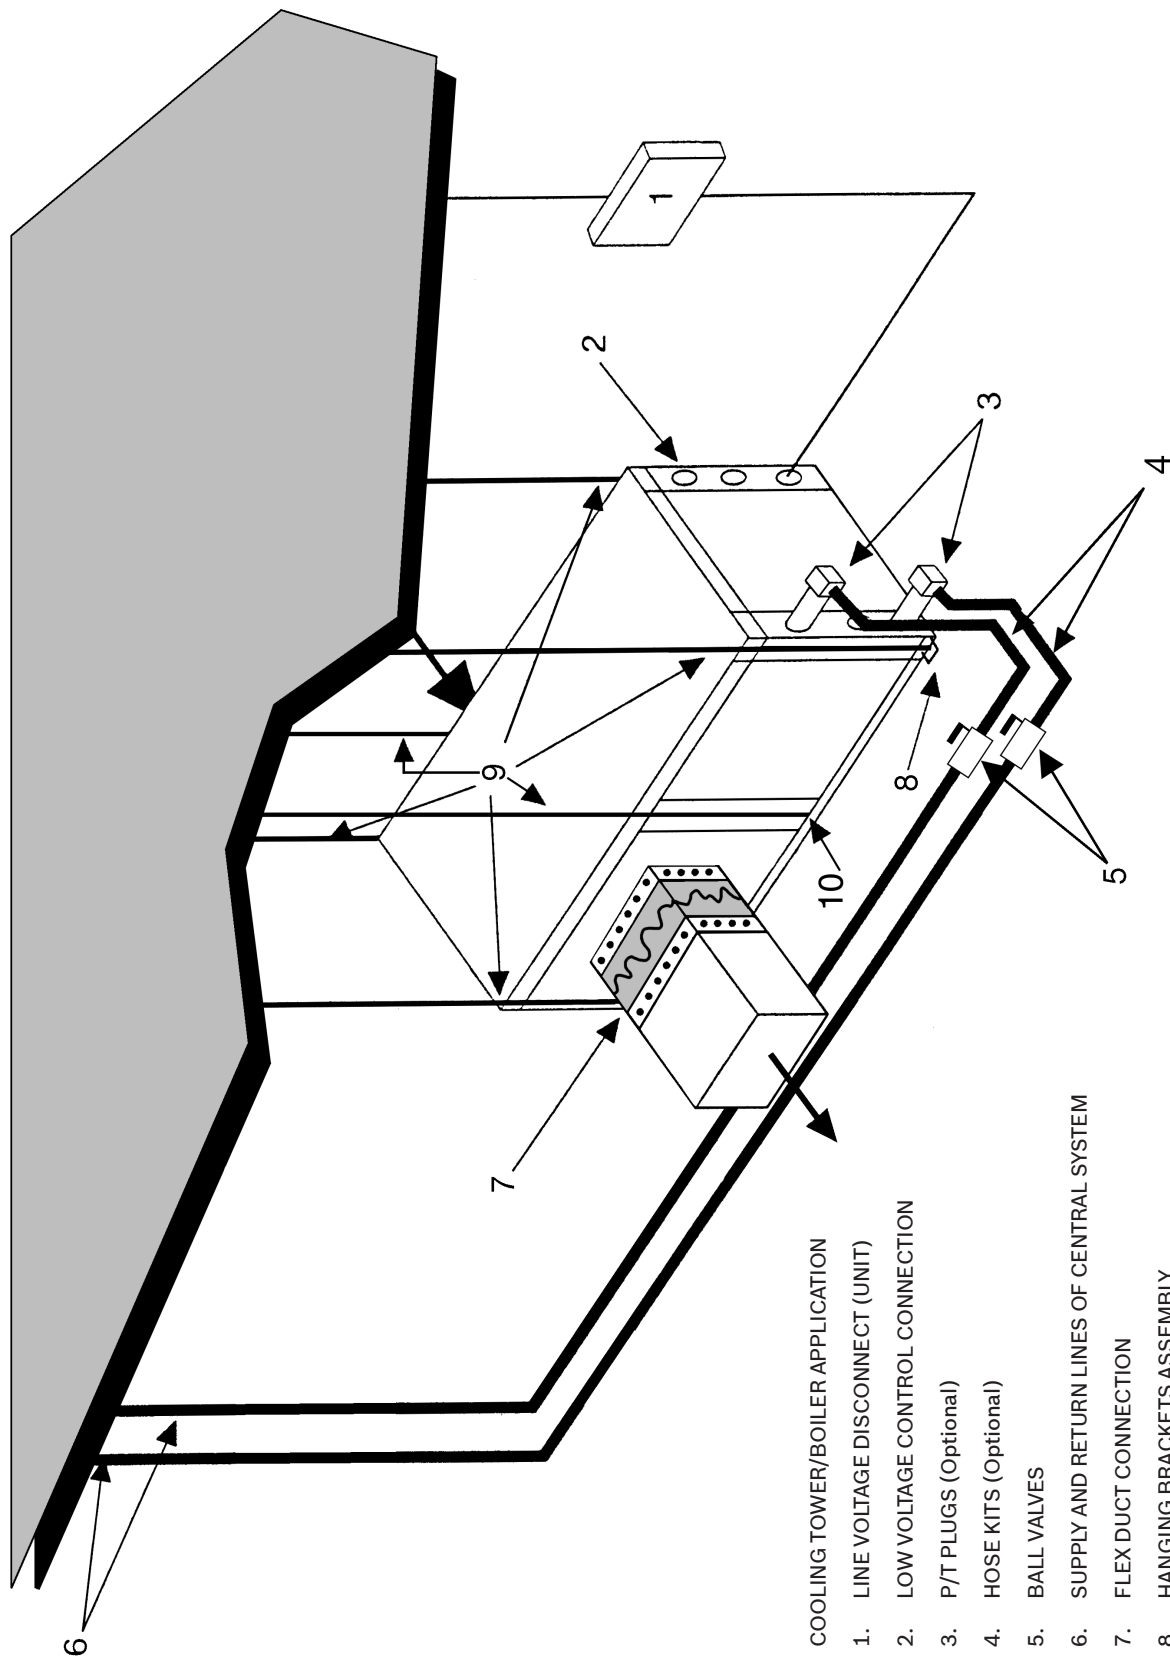 6
9
7
2
1
10
8
3
5
4
COOLING TOWER/BOILER APPLICATION
1. LINE VOLTAGE DISCONNECT (UNIT)
2. LOW VOLTAGE CONTROL CONNECTION
3. P/T PLUGS (Optional)
4. HOSE KITS (Optional)
5. BALL VALVES
6. SUPPLY AND RETURN LINES OF CENTRAL SYSTEM
7. FLEX DUCT CONNECTION
8. HANGING BRACKETS ASSEMBLY